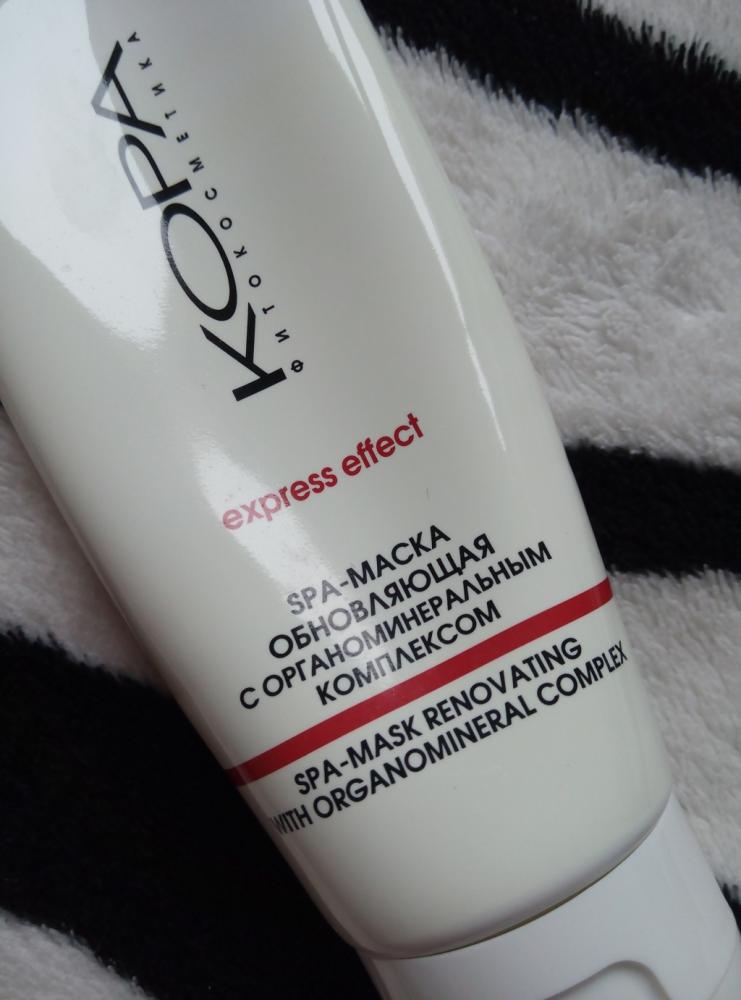 КОРА
ФИТОКОСМЕТИКА
express effect
SPA-МАСКА
ОБНОВЛЯЮЩАЯ
С ОРГАНОМИНЕРАЛЬНЫМ
КОМПЛЕКСОМ
SPA-MASK RENOVATING
WITH ORGANOMINERAL COMPLEX